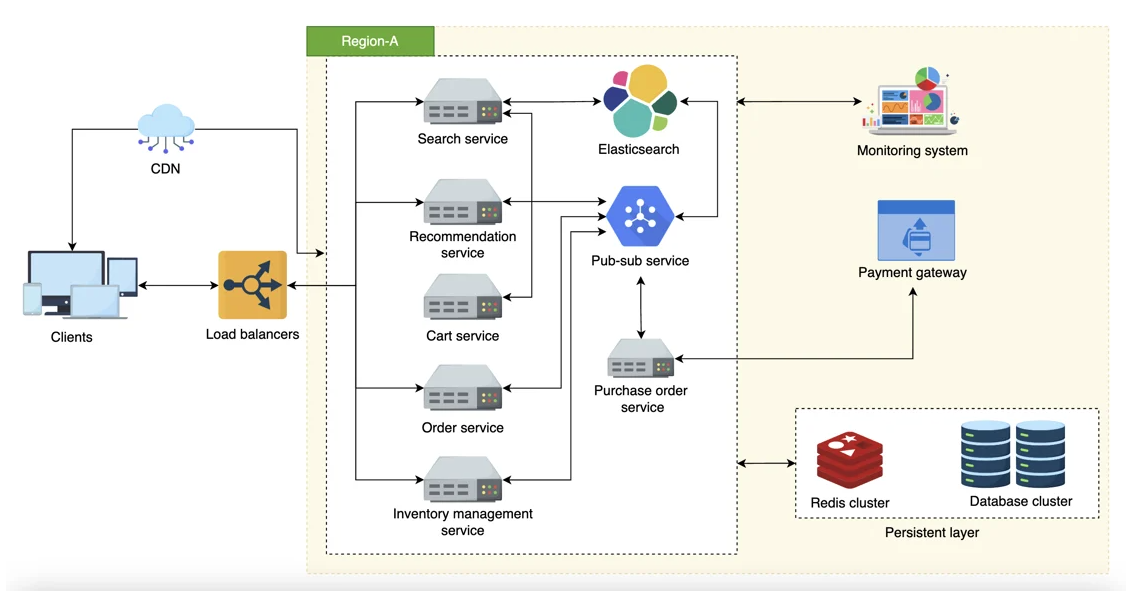 Region-A
Search service
Elasticsearch
Monitoring system
CDN
Recommendation
service
Pub-sub service
Payment gateway
Clients
Load balancers
Cart service
Purchase order
service
Order service
Inventory management
service
Redis cluster
Database cluster
Persistent layer